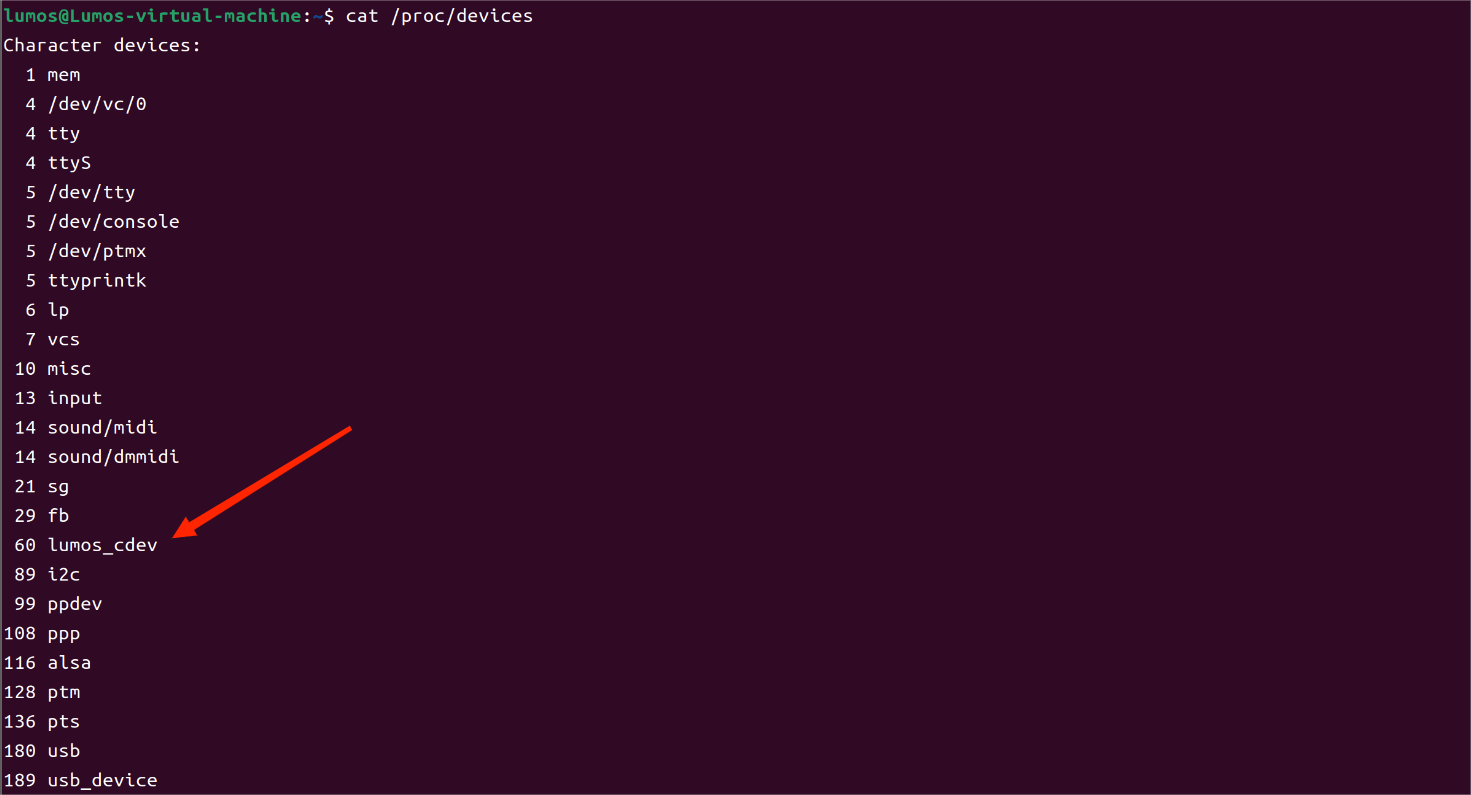 lumos@Lumos-virtual-machine:~$ cat /proc/devices
Character devices:
  1 mem
  4 /dev/vc/0
  4 tty
  4 ttyS
  5 /dev/tty
  5 /dev/console
  5 /dev/ptmx
  5 ttyprintk
  6 lp
  7 vcs
 10 misc
 13 input
 14 sound/midi
 14 sound/dmmidi
 21 sg
 29 fb
 60 lumos_cdev
 89 i2c
 99 ppdev
108 ppp
116 alsa
128 ptm
136 pts
180 usb
189 usb_device